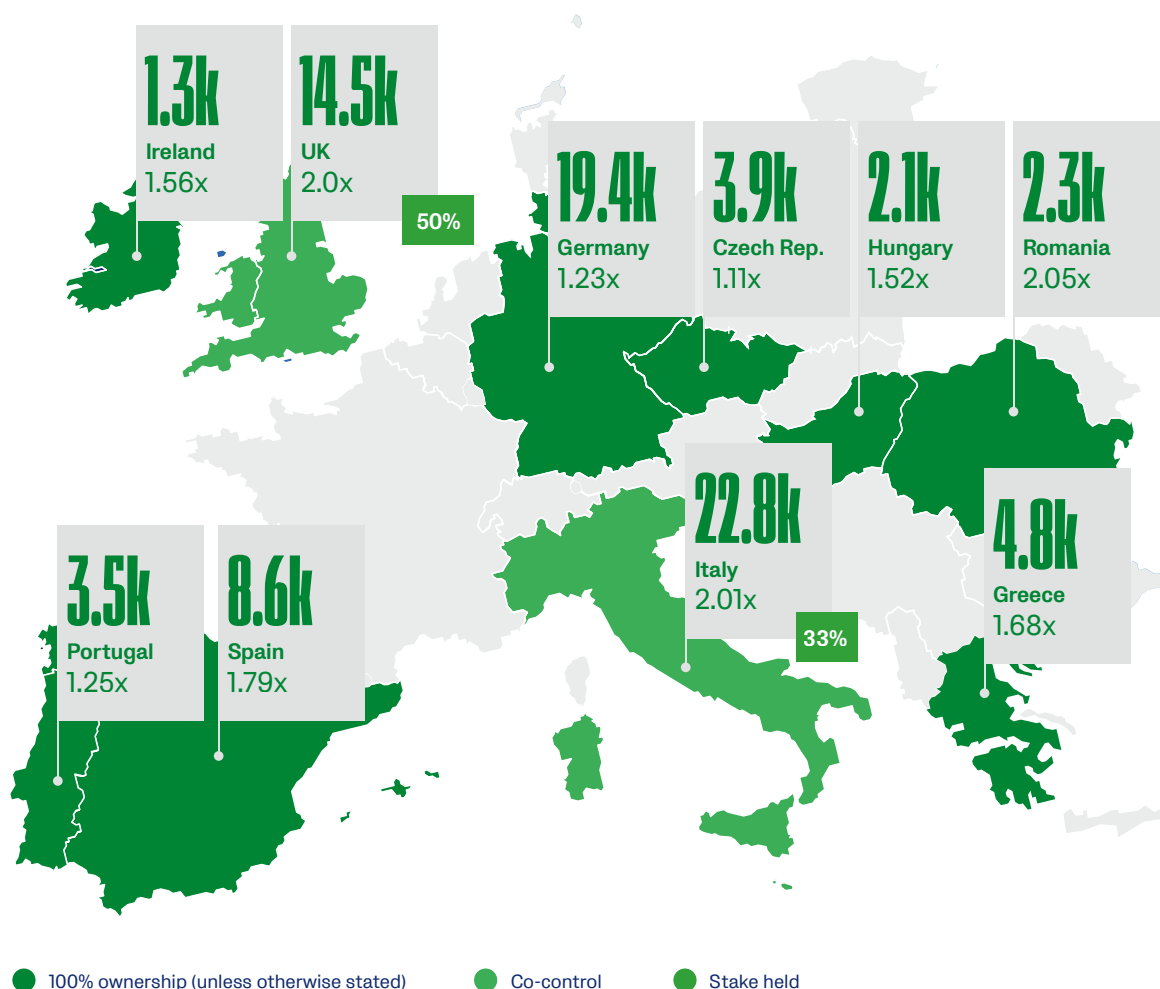 1.3k
Ireland
1.56x
14.5k
UK
2.0x
50%
19.4k
Germany
1.23x
3.9k
Czech Rep.
1.11x
2.1k
Hungary
1.52x
2.3k
Romania
2.05x
22.8k
Italy
2.01x
33%
4.8k
Greece
1.68x
3.5k
Portugal
1.25x
8.6k
Spain
1.79x
100% ownership (unless otherwise stated)
Co-control
Stake held